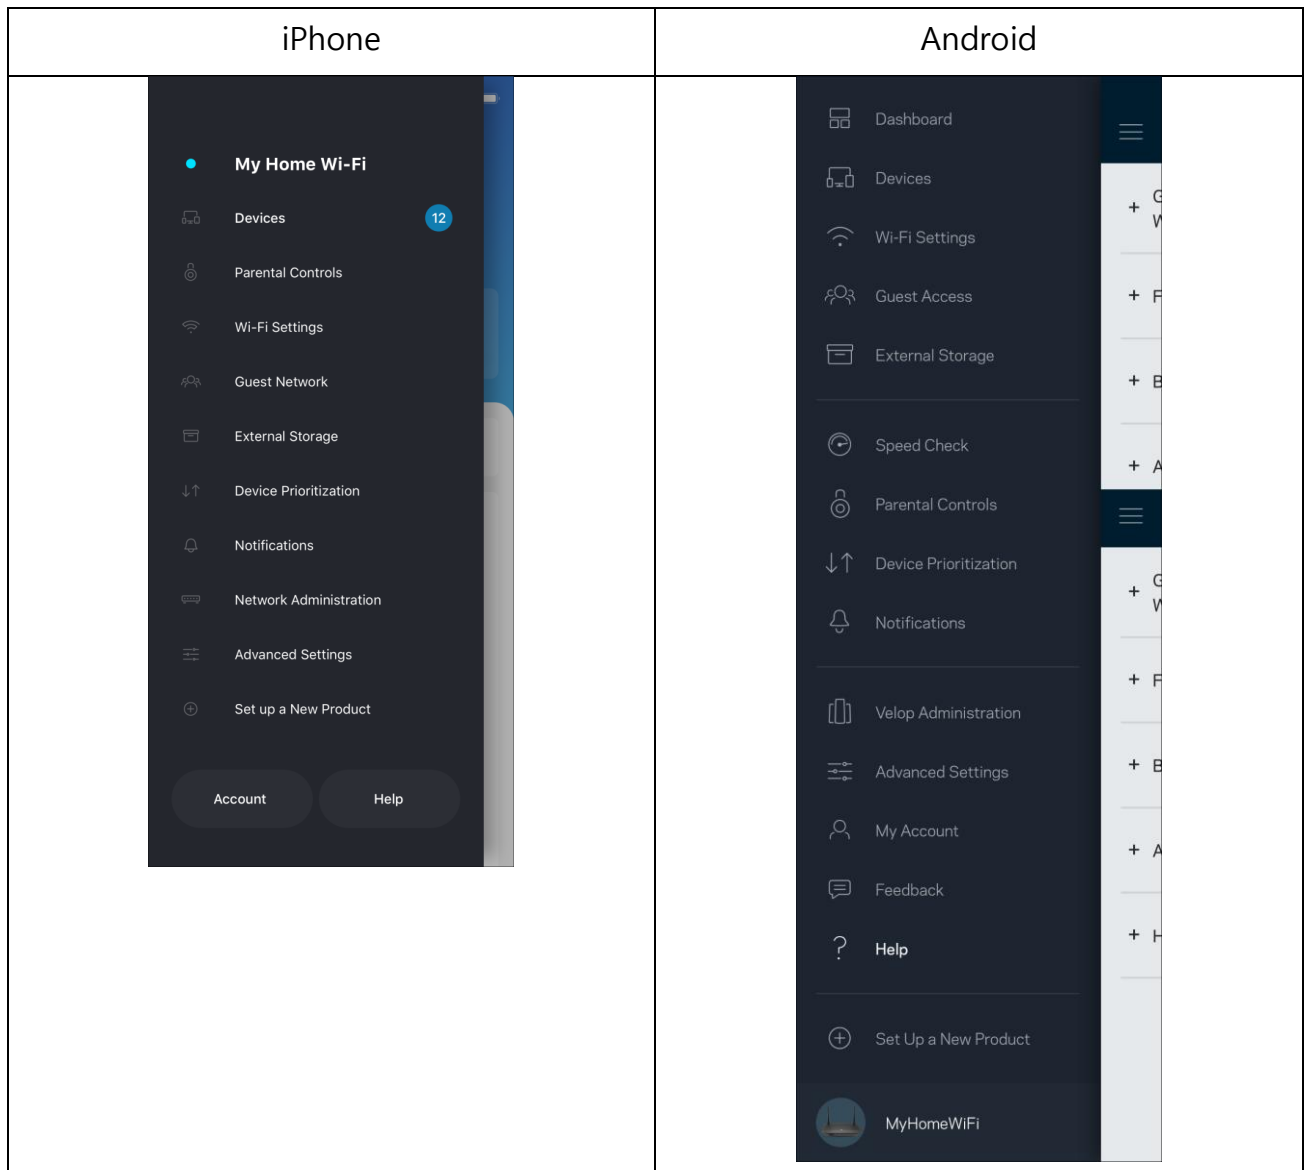 iPhone
Android
My Home Wi-Fi
Devices
12
Parental Controls
Wi-Fi Settings
Guest Network
External Storage
Device Prioritization
Notifications
Network Administration
Advanced Settings
Set up a New Product
Account
Help
Dashboard
Devices
Wi-Fi Settings
Guest Access
External Storage
Speed Check
Parental Controls
Device Prioritization
Notifications
Velop Administration
Advanced Settings
My Account
Feedback
Help
Set Up a New Product
MyHomeWiFi